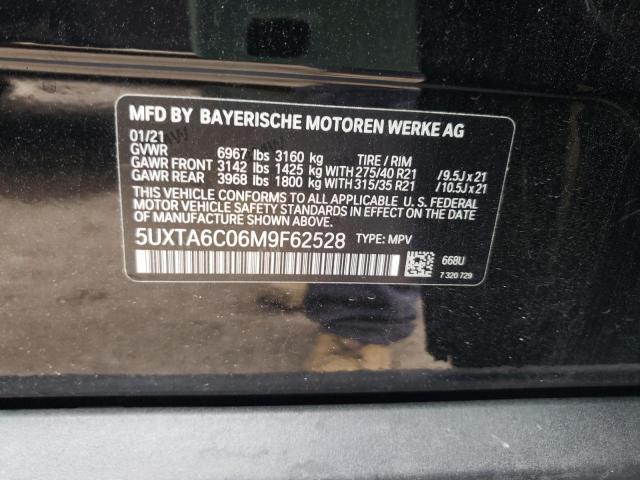 MFD BY BAYERISCHE MOTOREN WERKE AG
01/21
GVWR 6967 lbs 3160 kg TIRE / RIM
GAWR FRONT 3142 lbs 1425 kg WITH 275/40 R21 /9.5J x 21
GAWR REAR 3968 lbs 1800 kg WITH 315/35 R21 /10.5J x 21
THIS VEHICLE CONFORMS TO ALL APPLICABLE U. S. FEDERAL
MOTOR VEHICLE SAFETY STANDARDS IN EFFECT ON THE
DATE OF MANUFACTURE SHOWN ABOVE.
5UXTA6C06M9F62528 TYPE: MPV
668U
7 320 729